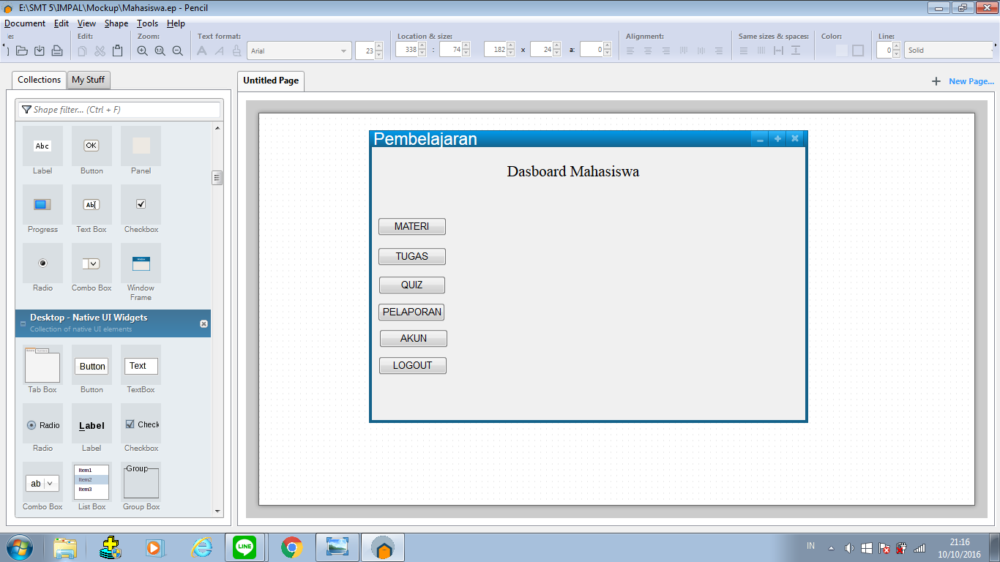 E:\SMT 5\IMPAL\Mockup\Mahasiswa.ep - Pencil
Document Edit View Shape Tools Help
Edit: Zoom: Text format: Location & size: Alignment: Same sizes & spaces: Color: Line:
Arial 23 338 : 74 182 x 24 a: 0 0 Solid
Collections My Stuff
Untitled Page
New Page...
Shape filter... (Ctrl + F)
Abc OK
Label Button Panel
Ab
Progress Text Box Checkbox
Radio Combo Box Window Frame
Desktop - Native UI Widgets
Collection of native UI elements
Button Text
Tab Box Button TextBox
Radio Label Check
Radio Label Checkbox
ab Item1 Item2 Item3 Group
Combo Box List Box Group Box
Pembelajaran
Dasboard Mahasiswa
MATERI
TUGAS
QUIZ
PELAPORAN
AKUN
LOGOUT
LINE
IN
21:16
10/10/2016